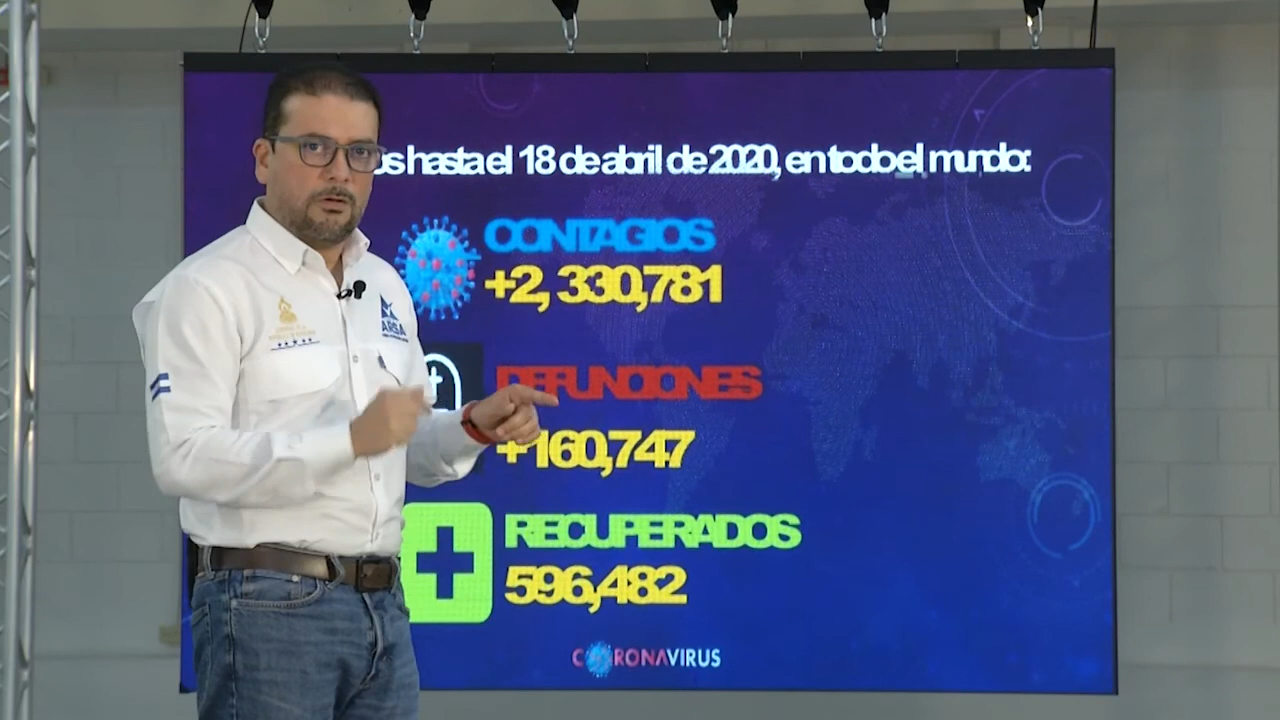 hasta el 18 de abril de 2020, en todo el mundo:
CONTAGIOS
+2, 330,781
ARSA
DEFUNCIONES
+160,747
RECUPERADOS
596,482
CORONAVIRUS